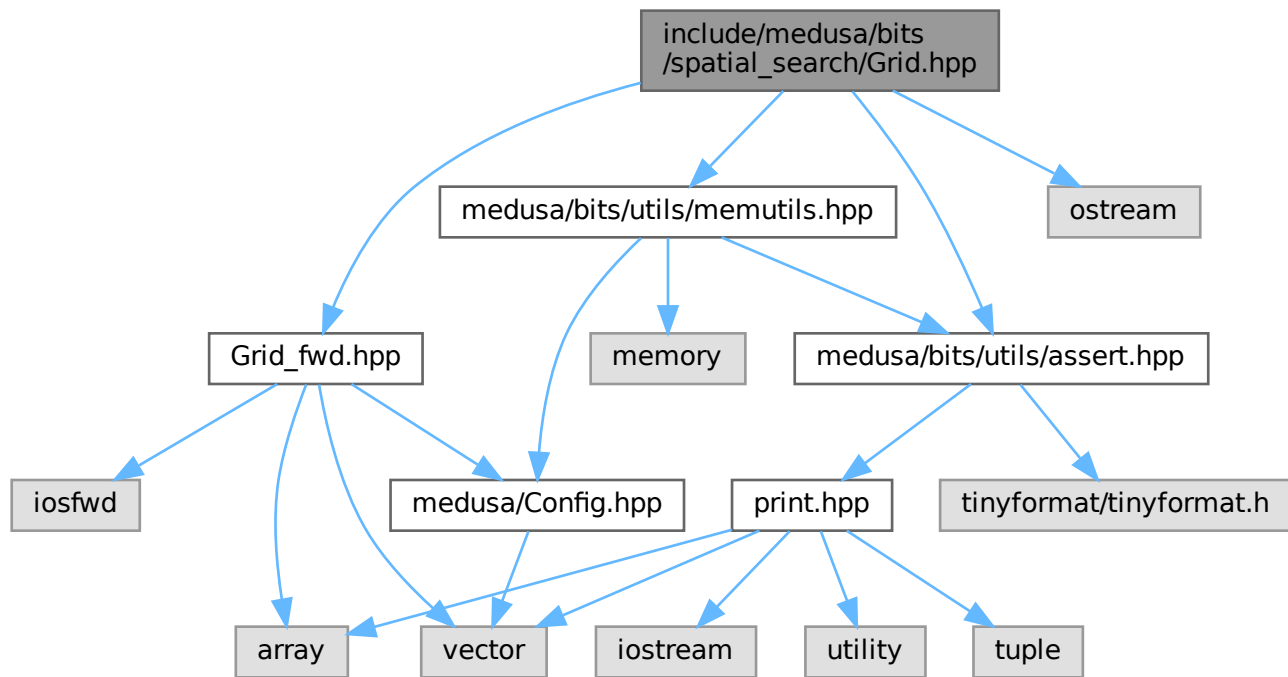 include/medusa/bits
/spatial_search/Grid.hpp
medusa/bits/utils/memutils.hpp
ostream
Grid_fwd.hpp
memory
medusa/bits/utils/assert.hpp
iosfwd
medusa/Config.hpp
print.hpp
tinyformat/tinyformat.h
array
vector
iostream
utility
tuple